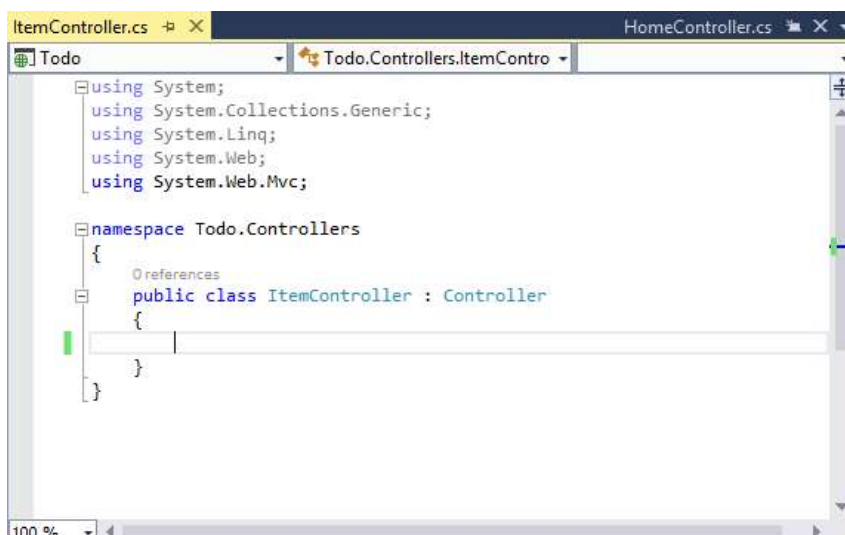 ItemController.cs HomeController.cs
Todo Todo.Controllers.ItemContro
using System;
using System.Collections.Generic;
using System.Linq;
using System.Web;
using System.Web.Mvc;
namespace Todo.Controllers
{
0 references
public class ItemController : Controller
{
}
}
100 %